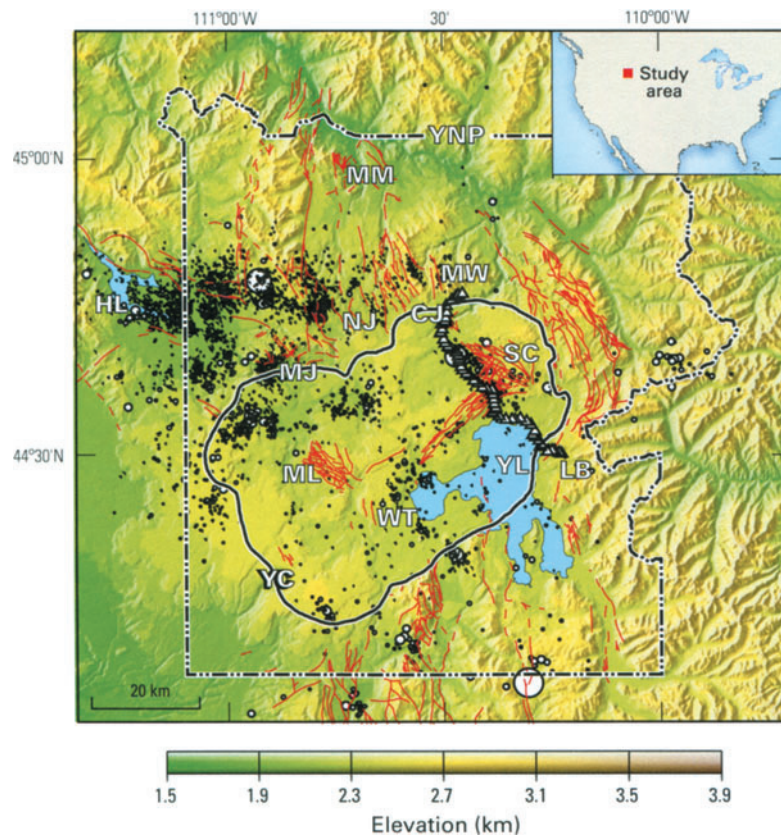 111°00'W
30'
110°00'W
Study
area
YNP
45°00'N
MM
MW
HL
NJ
CJ
SC
MJ
44°30'N
ML
YL
LB
WT
YC
20 km
1.5
1.9
2.3
2.7
3.1
3.5
3.9
Elevation (km)